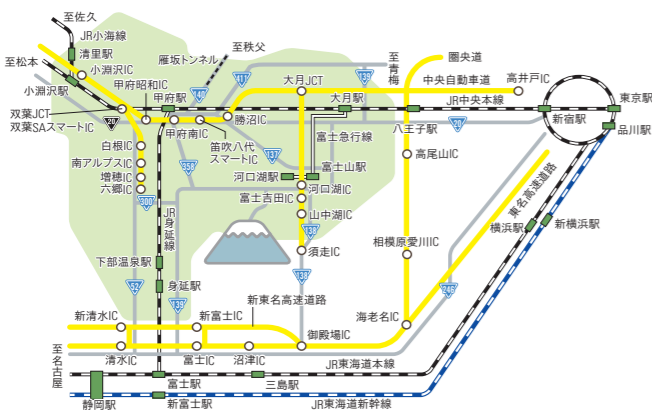 至佐久
JR小海線
清里駅
至松本
小淵沢IC
小淵沢駅
甲府昭和IC
双葉JCT
双葉SAスマートIC
20
甲府駅
雁坂トンネル
至秩父
140
411
甲府南IC
笛吹八代
スマートIC
勝沼IC
大月JCT
大月駅
139
至青梅
圏央道
中央自動車道
高井戸IC
JR中央本線
20
八王子駅
新宿駅
東京駅
品川駅
富士急行線
137
358
白根IC
南アルプスIC
増穂IC
六郷IC
300
JR身延線
富士山駅
河口湖駅
河口湖IC
富士吉田IC
山中湖IC
138
須走IC
138
高尾山IC
相模原愛川IC
東名高速道路
横浜駅
新横浜駅
下部温泉駅
身延駅
52
139
246
新清水IC
新富士IC
新東名高速道路
御殿場IC
海老名IC
至名古屋
清水IC
富士IC
沼津IC
JR東海道本線
富士駅
三島駅
静岡駅
新富士駅
JR東海道新幹線